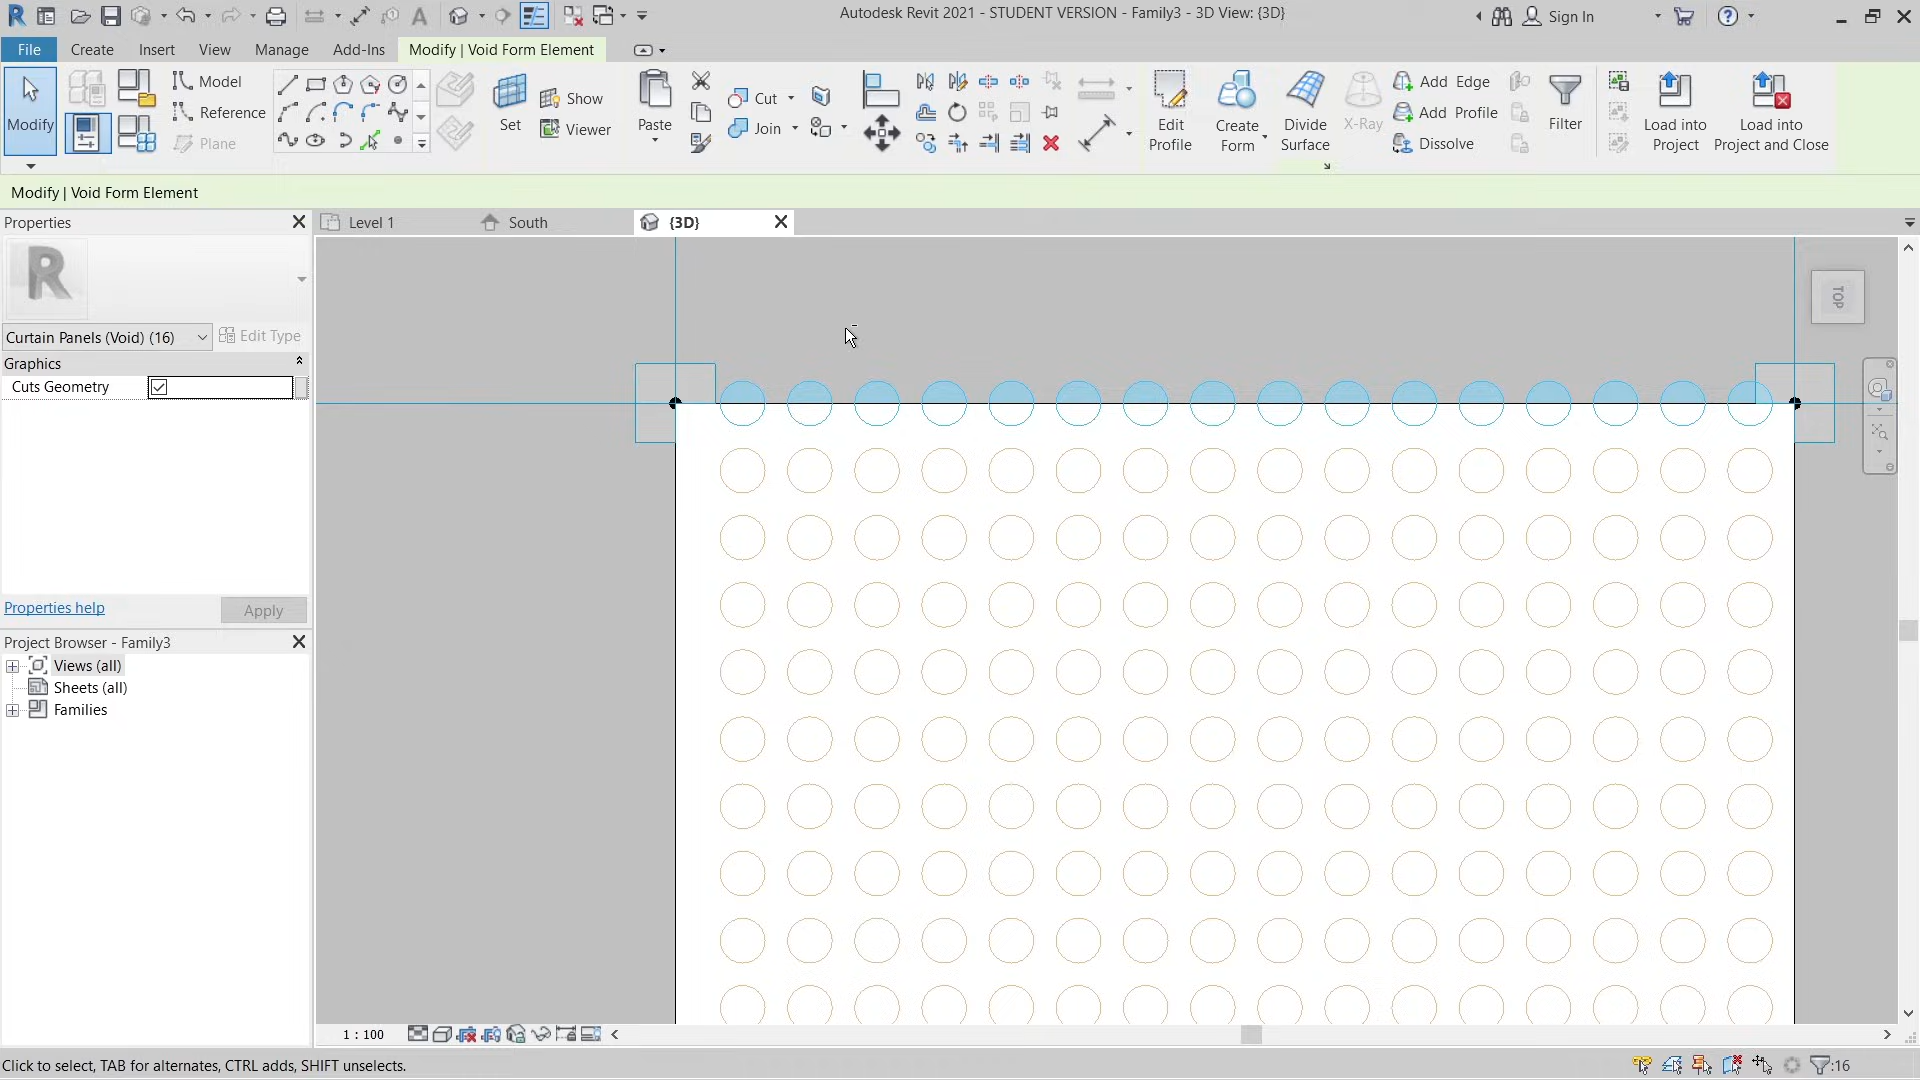 Autodesk Revit 2021 - STUDENT VERSION - Family3 - 3D View: {3D}
Sign In
File
Create
Insert
View
Manage
Add-Ins
Modify | Void Form Element
Modify
Model
Reference
Plane
Set
Show
Viewer
Paste
Cut
Join
Edit
Profile
Create
Form
Divide
Surface
X-Ray
Add Edge
Add Profile
Dissolve
Filter
Load into
Project
Load into
Project and Close
Modify | Void Form Element
Properties
Level 1
South
{3D}
R
TOP
Curtain Panels (Void) (16)
Edit Type
Graphics
Cuts Geometry
Properties help
Apply
Project Browser - Family3
Views (all)
Sheets (all)
Families
1 : 100
Click to select, TAB for alternates, CTRL adds, SHIFT unselects.
:16